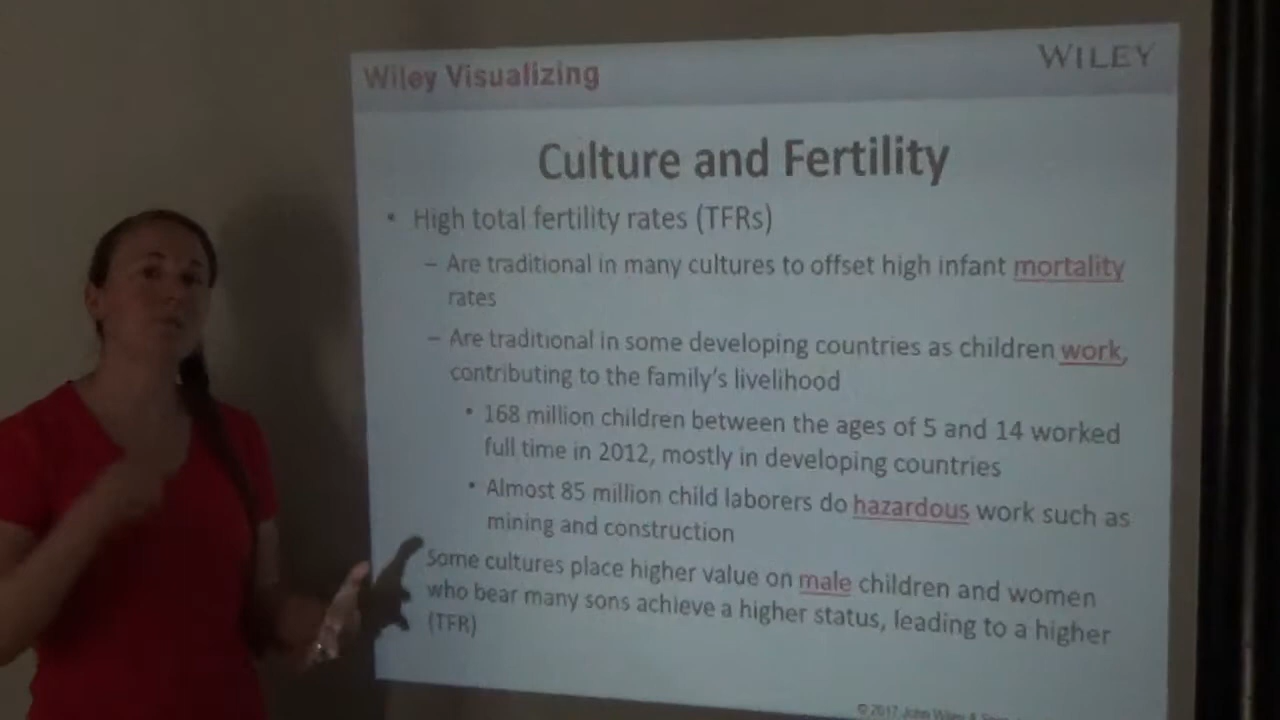 Wiley Visualizing
WILEY
Culture and Fertility
• High total fertility rates (TFRs)
– Are traditional in many cultures to offset high infant mortality
rates
– Are traditional in some developing countries as children work,
contributing to the family's livelihood
• 168 million children between the ages of 5 and 14 worked
full time in 2012, mostly in developing countries
• Almost 85 million child laborers do hazardous work such as
mining and construction
Some cultures place higher value on male children and women
who bear many sons achieve a higher status, leading to a higher
(TFR)
© 2017 John Wiley &